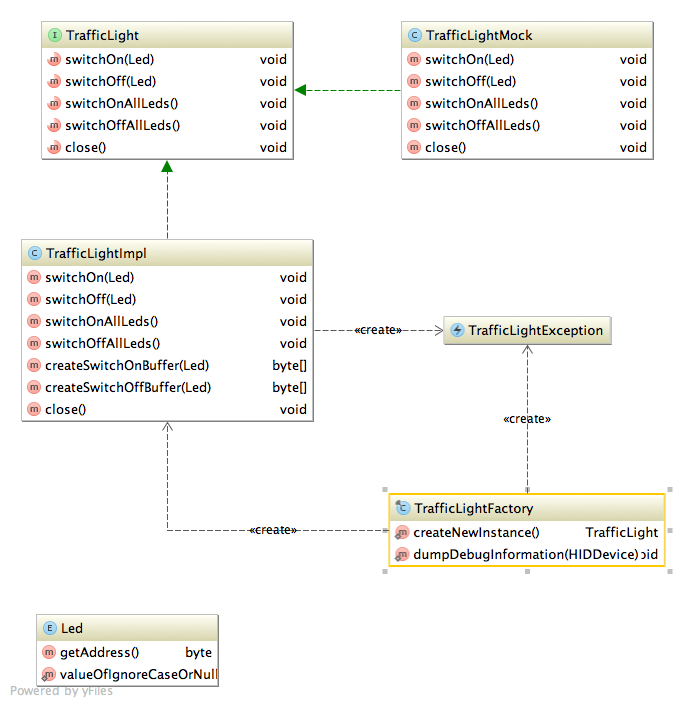 I TrafficLight
m switchOn(Led) void
m switchOff(Led) void
m switchOnAllLeds() void
m switchOffAllLeds() void
m close() void
C TrafficLightMock
m switchOn(Led) void
m switchOff(Led) void
m switchOnAllLeds() void
m switchOffAllLeds() void
m close() void
C TrafficLightImpl
m switchOn(Led) void
m switchOff(Led) void
m switchOnAllLeds() void
m switchOffAllLeds() void
m createSwitchOnBuffer(Led) byte[]
m createSwitchOffBuffer(Led) byte[]
m close() void
«create»
TrafficLightException
«create»
C TrafficLightFactory
m createNewInstance() TrafficLight
m dumpDebugInformation(HIDDevice) oid
«create»
E Led
m getAddress() byte
m valueOfIgnoreCaseOrNull
Powered by yFiles